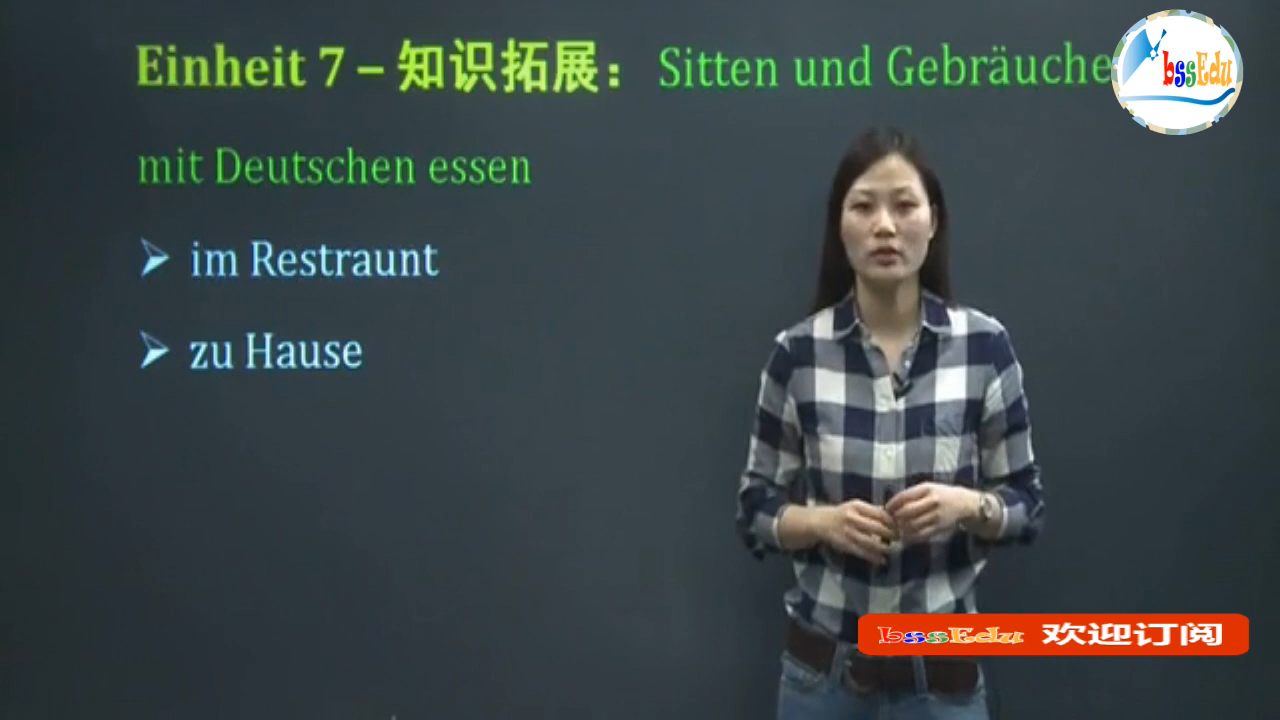 Einheit 7 – 知识拓展： Sitten und Gebräuche
bssEdu
mit Deutschen essen
➢ im Restraunt
➢ zu Hause
bssEdu 欢迎订阅